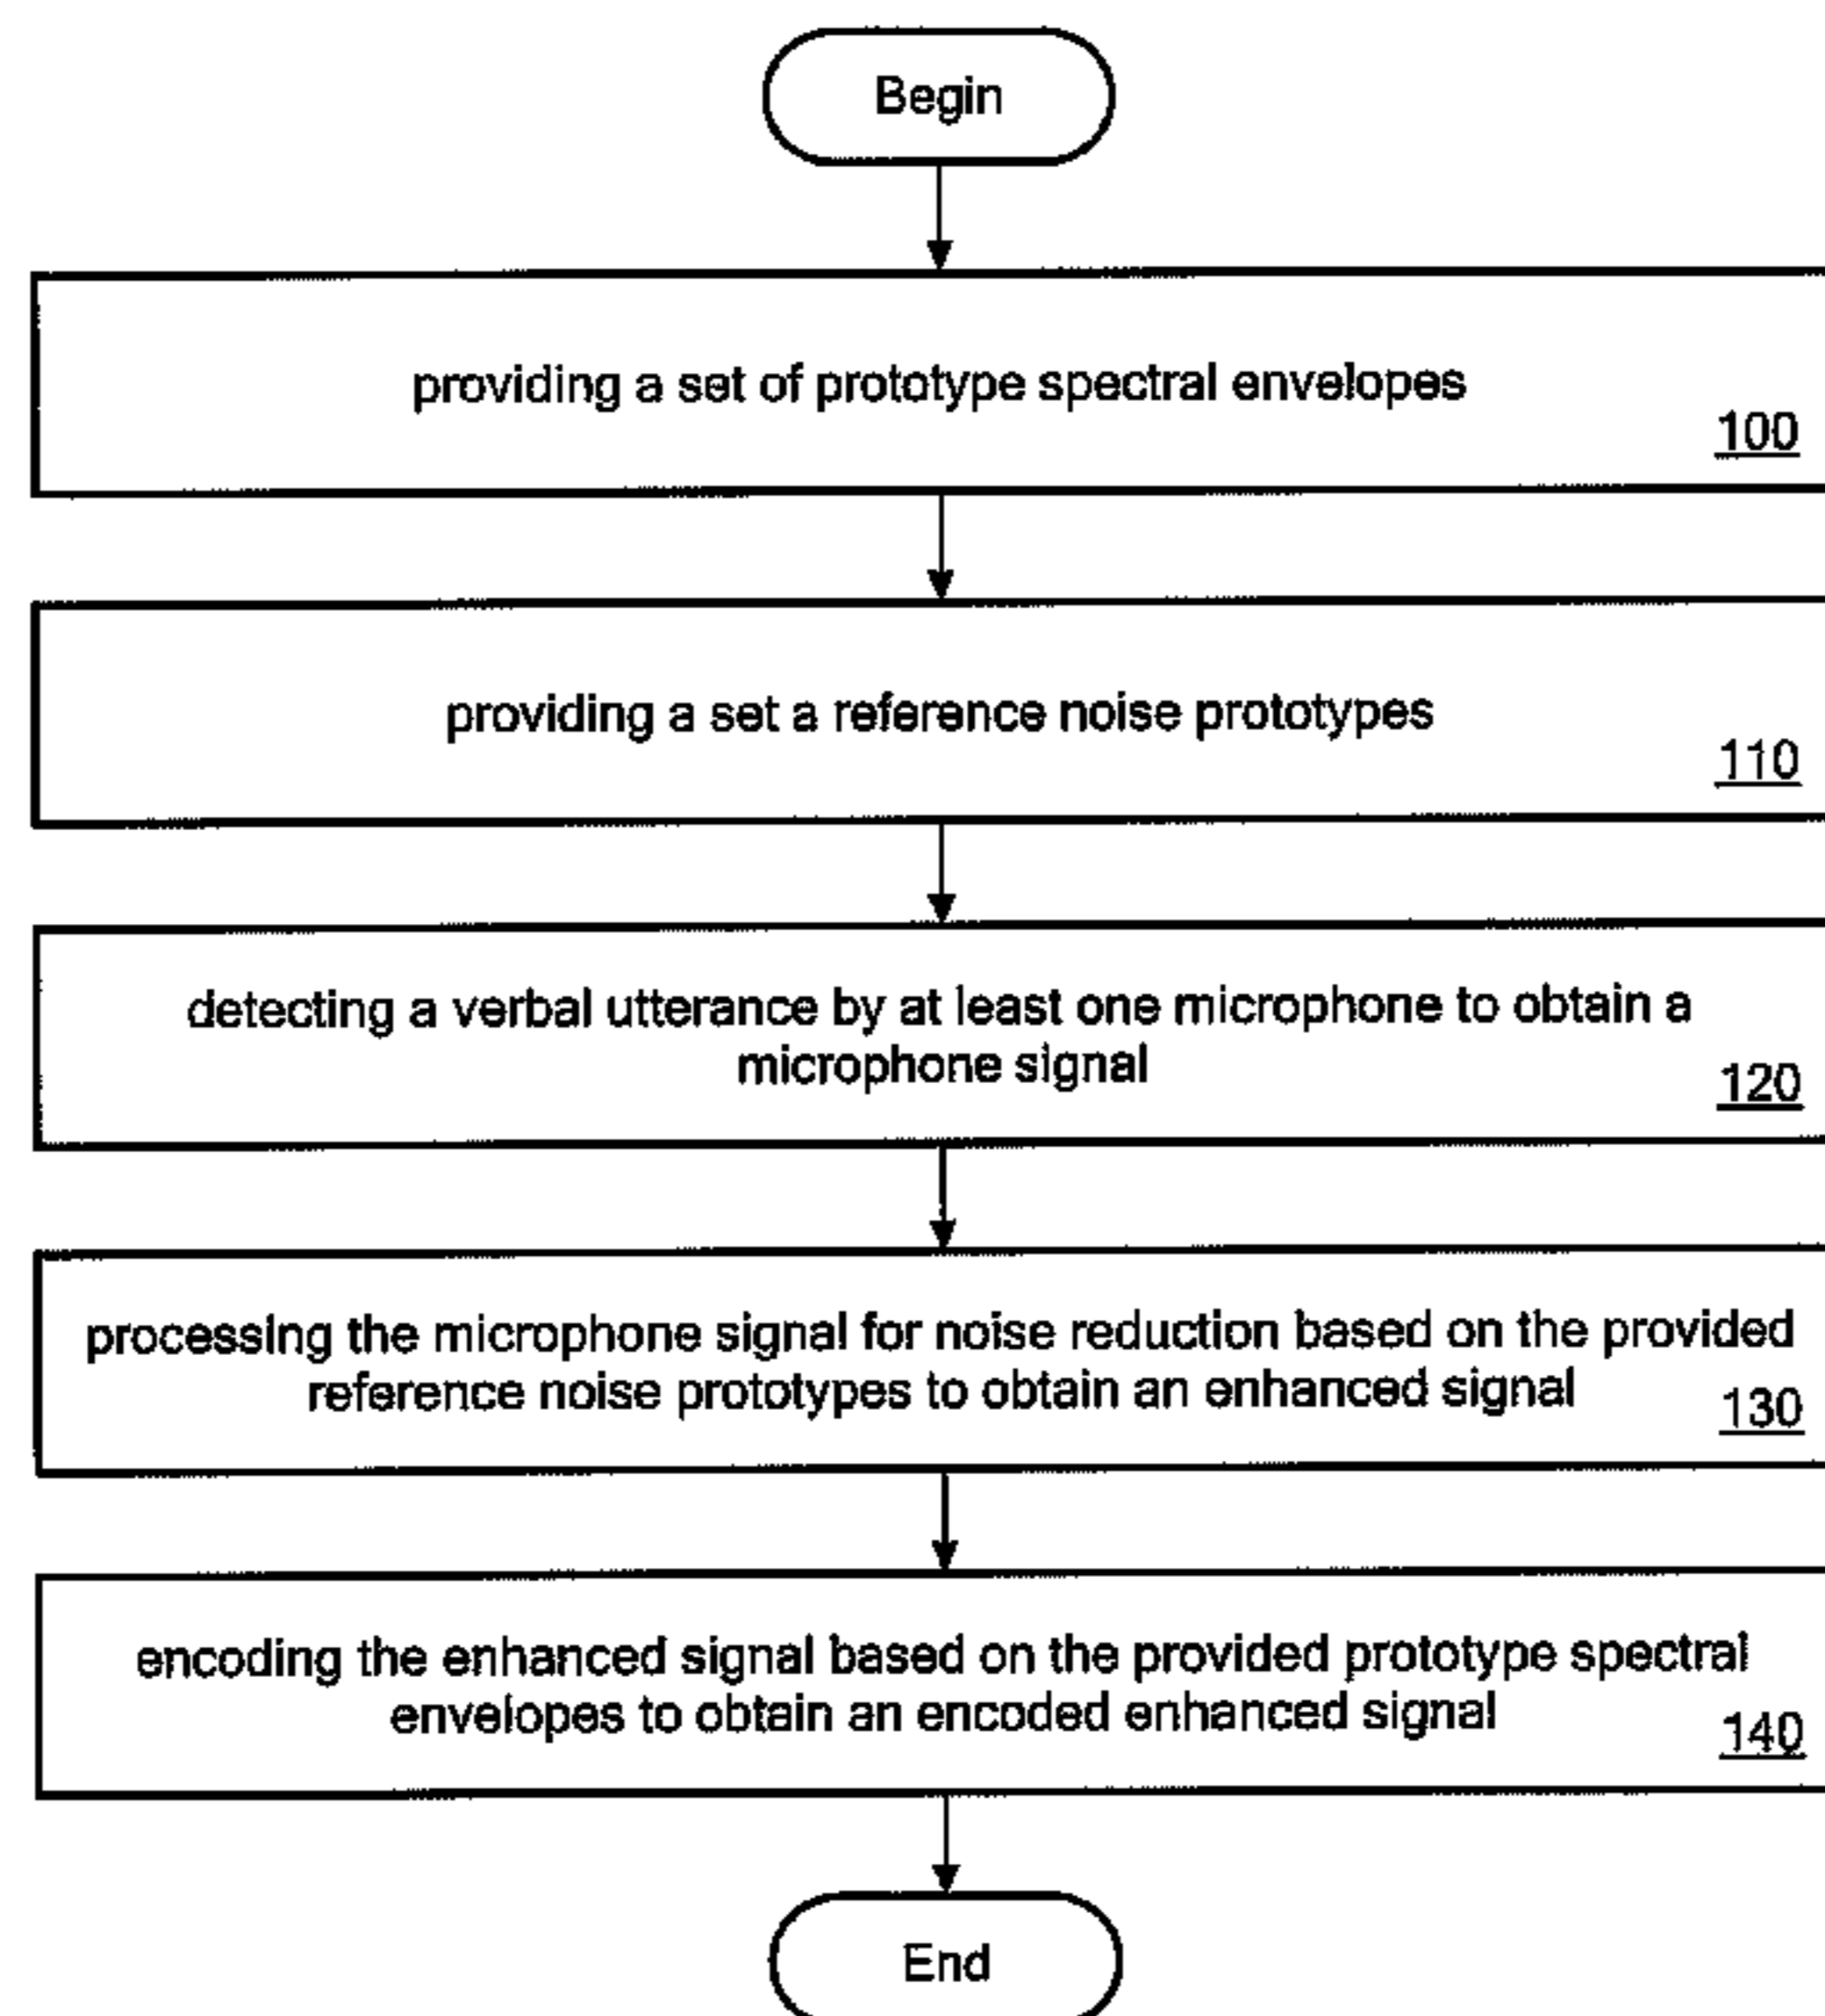 Begin
providing a set of prototype spectral envelopes
100
providing a set a reference noise prototypes
110
detecting a verbal utterance by at least one microphone to obtain a
microphone signal
120
processing the microphone signal for noise reduction based on the provided
reference noise prototypes to obtain an enhanced signal
130
encoding the enhanced signal based on the provided prototype spectral
envelopes to obtain an encoded enhanced signal
140
End